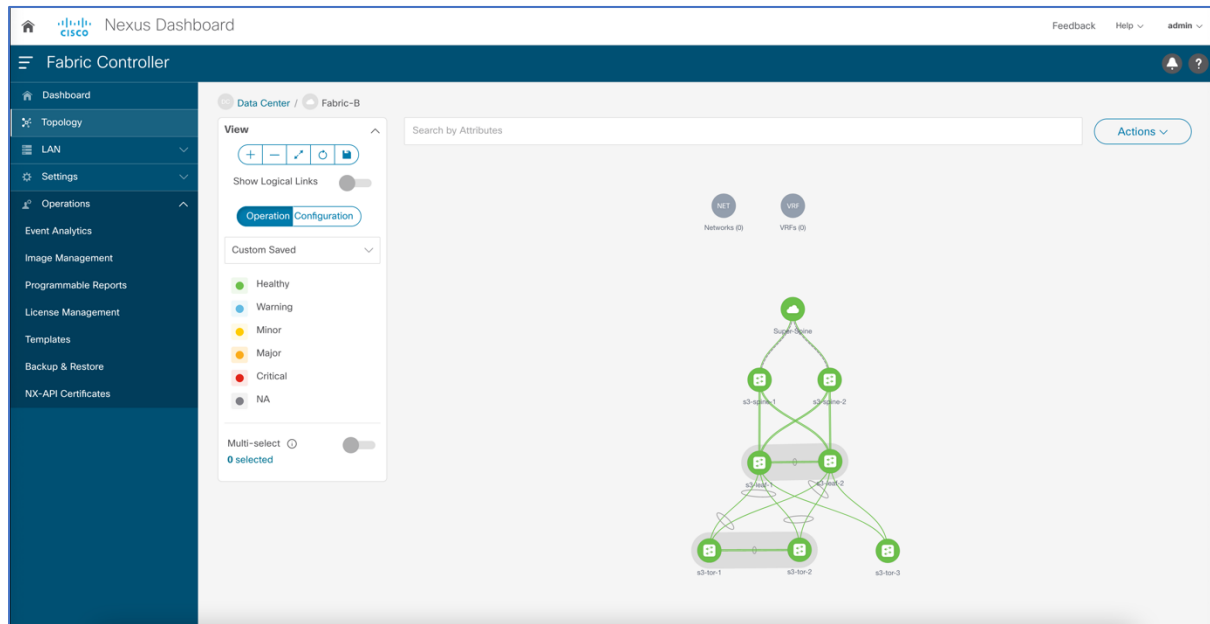 CISCO Nexus Dashboard
Feedback Help admin
Fabric Controller
?
Dashboard
Topology
LAN
Settings
Operations
Event Analytics
Image Management
Programmable Reports
License Management
Templates
Backup & Restore
NX-API Certificates
DC Data Center / Fabric-B
View
Show Logical Links
Operation Configuration
Custom Saved
Healthy
Warning
Minor
Major
Critical
NA
Multi-select
0 selected
Search by Attributes
Actions
NET VRF
Networks (0) VRFs (0)
Super-Spine
s3-spine-1 s3-spine-2
s3-leaf-1 s3-leaf-2
s3-tor-1 s3-tor-2 s3-tor-3